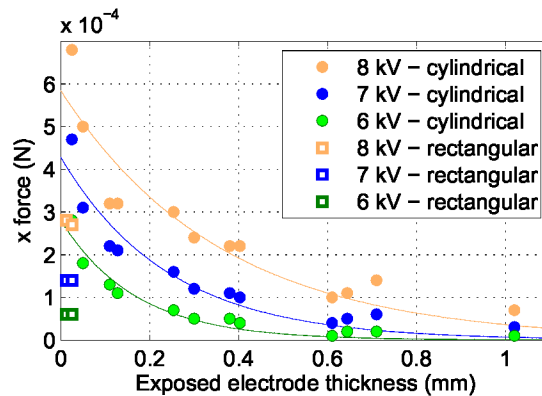 x 10⁻⁴
6
5
4
3
2
1
0
x force (N)
8 kV − cylindrical
7 kV − cylindrical
6 kV − cylindrical
8 kV − rectangular
7 kV − rectangular
6 kV − rectangular
0 0.2 0.4 0.6 0.8 1
Exposed electrode thickness (mm)